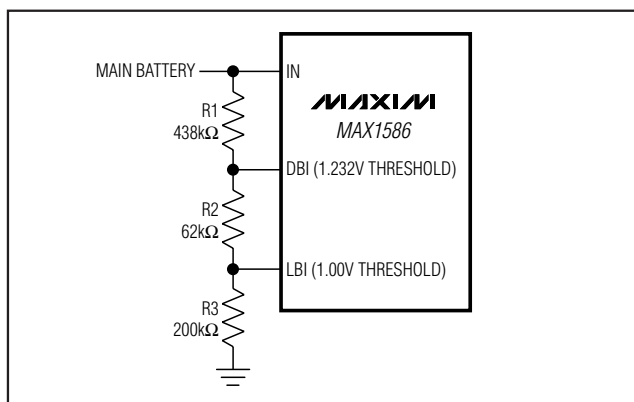 MAIN BATTERY
IN
MAXIM
MAX1586
R1
438kΩ
DBI (1.232V THRESHOLD)
R2
62kΩ
LBI (1.00V THRESHOLD)
R3
200kΩ